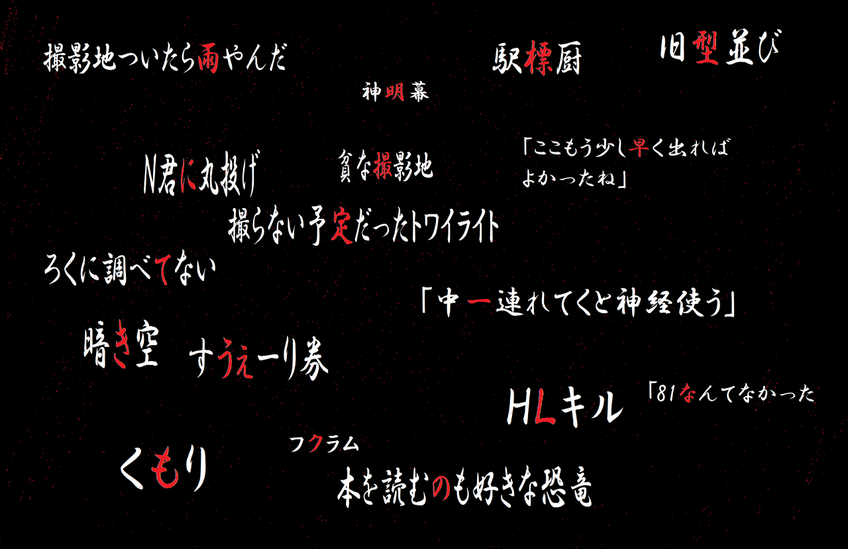 撮影地ついたら雨やんだ
駅標厨
旧型並び
神明幕
N君に丸投げ
貧な撮影地
「ここもう少し早く出れば
よかったね」
撮らない予定だったトワイライト
ろくに調べてない
「中一連れてくと神経使う」
暗き空
すうぇーり券
HLキル
「81なんてなかった
くもり
フクラム
本を読むのも好きな恐竜